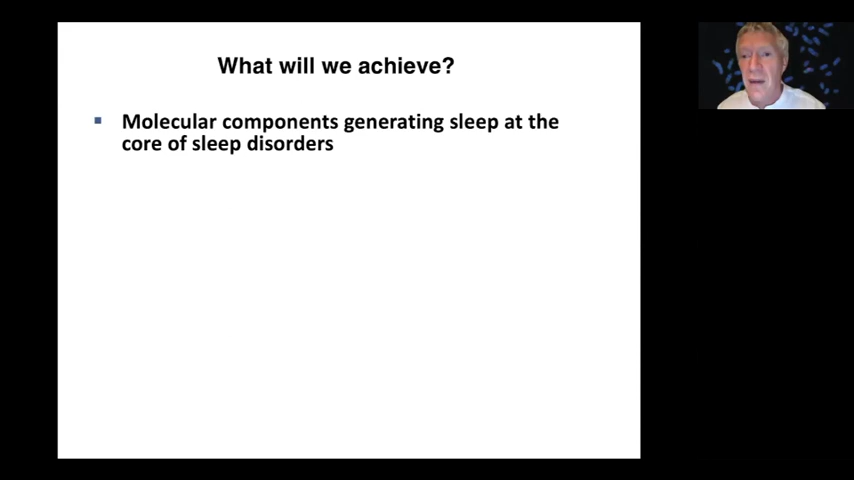 What will we achieve?
Molecular components generating sleep at the
core of sleep disorders